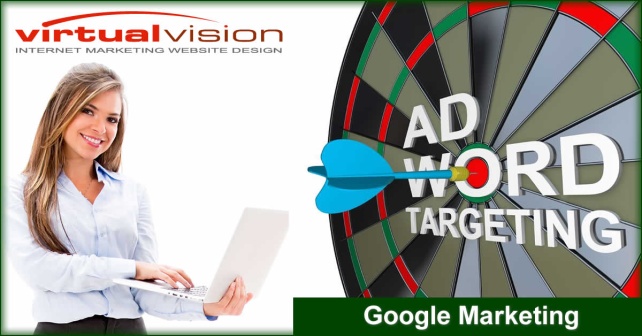 virtualvision
INTERNET MARKETING WEBSITE DESIGN
AD
WORD
TARGETING
Google Marketing